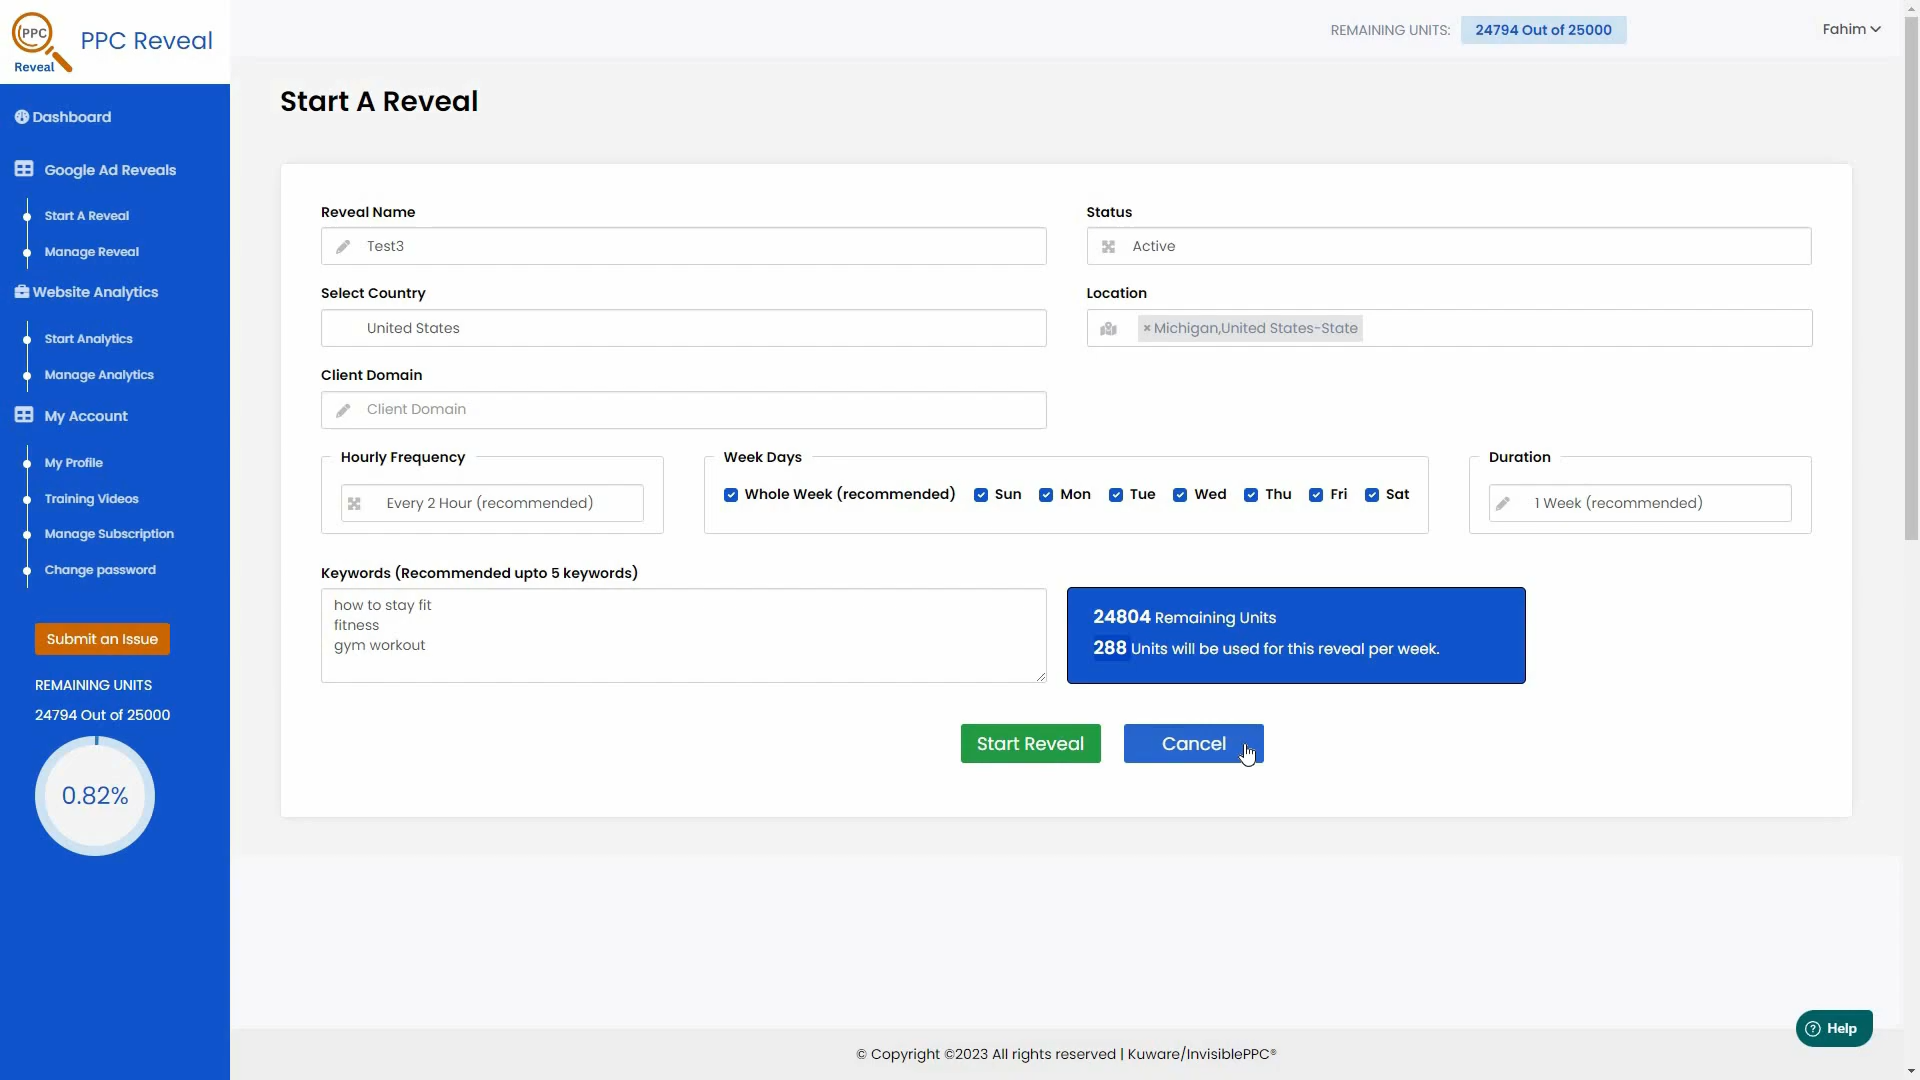 PPC
Reveal
PPC Reveal
REMAINING UNITS:
24794 Out of 25000
Fahim
Dashboard
Google Ad Reveals
Start A Reveal
Manage Reveal
Website Analytics
Start Analytics
Manage Analytics
My Account
My Profile
Training Videos
Manage Subscription
Change password
Submit an Issue
REMAINING UNITS
24794 Out of 25000
0.82%
Start A Reveal
Reveal Name
Test3
Status
Active
Select Country
United States
Location
× Michigan,United States-State
Client Domain
Client Domain
Hourly Frequency
Every 2 Hour (recommended)
Week Days
Whole Week (recommended) Sun Mon Tue Wed Thu Fri Sat
Duration
1 Week (recommended)
Keywords (Recommended upto 5 keywords)
how to stay fit
fitness
gym workout
24804 Remaining Units
288 Units will be used for this reveal per week.
Start Reveal
Cancel
Help
© Copyright ©2023 All rights reserved | Kuware/InvisiblePPC®